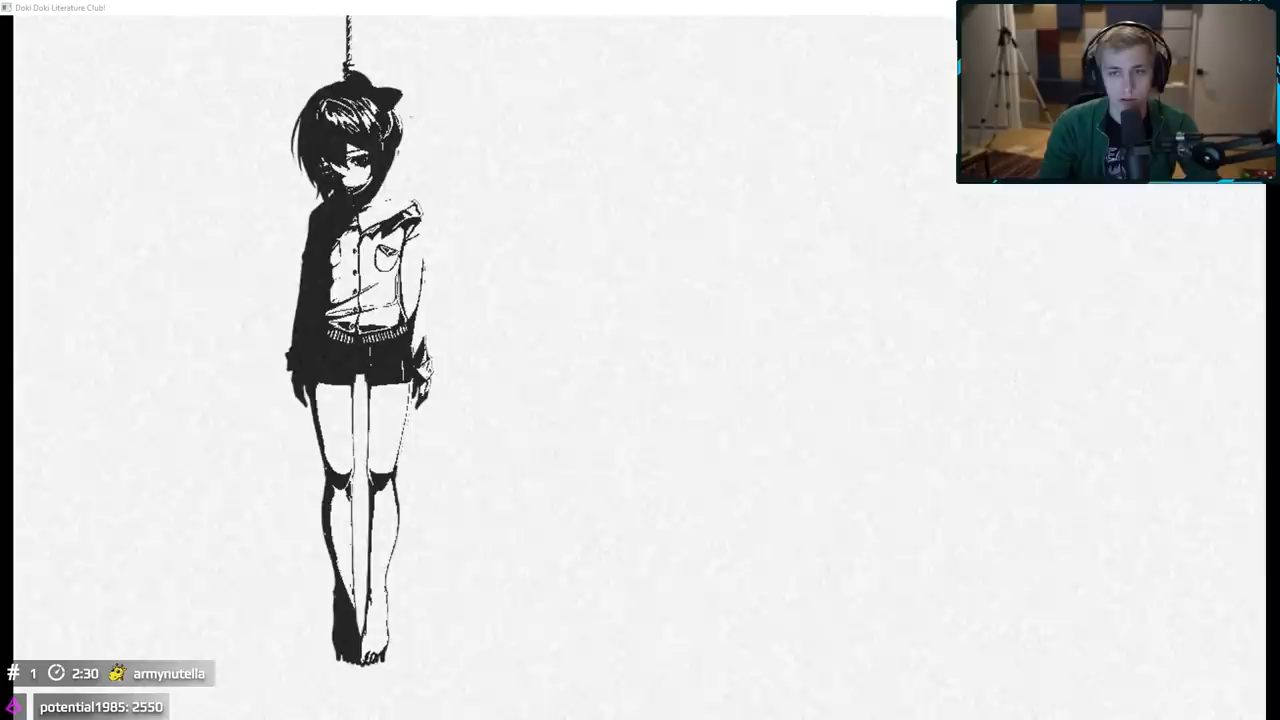 Doki Doki Literature Club!
# 1 2:30 armynutella
potential1985: 2550